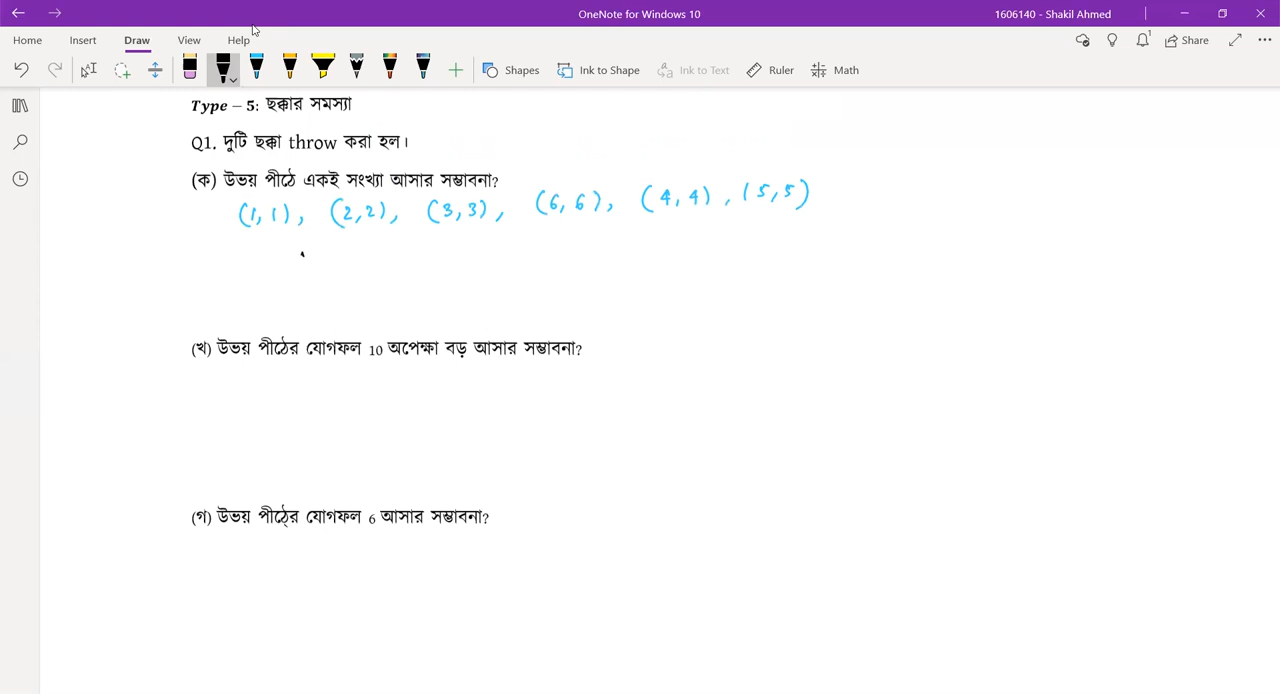 OneNote for Windows 10
1606140 - Shakil Ahmed
Home Insert Draw View Help
1 Share
Shapes Ink to Shape Ink to Text Ruler Math
Type – 5: ছক্কার সমস্যা
Q1. দুটি ছক্কা throw করা হল।
(ক) উভয় পীঠে একই সংখ্যা আসার সম্ভাবনা?
(1, 1), (2, 2), (3, 3), (6, 6), (4, 4), (5, 5)
(খ) উভয় পীঠের যোগফল 10 অপেক্ষা বড় আসার সম্ভাবনা?
(গ) উভয় পীঠের যোগফল 6 আসার সম্ভাবনা?